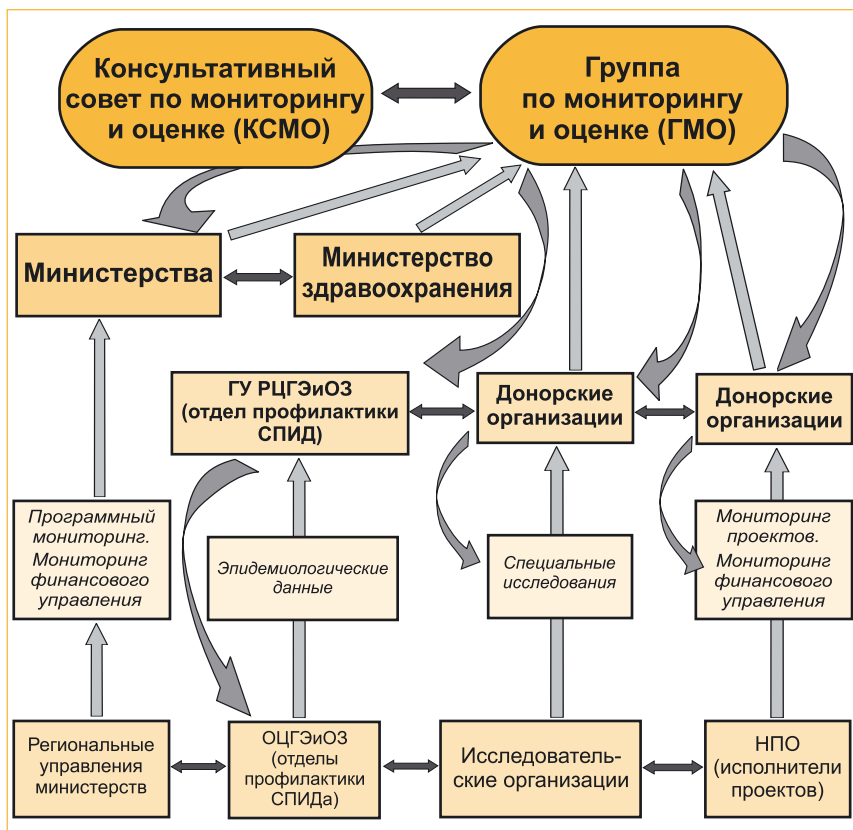 Консультативный
совет по мониторингу
и оценке (КСМО)
Группа
по мониторингу
и оценке (ГМО)
Министерства
Министерство
здравоохранения
ГУ РЦГЭиОЗ
(отдел профилактики
СПИД)
Донорские
организации
Донорские
организации
Программный
мониторинг.
Мониторинг
финансового
управления
Эпидемиологические
данные
Специальные
исследования
Мониторинг
проектов.
Мониторинг
финансового
управления
Региональные
управления
министерств
ОЦГЭиОЗ
(отделы
профилактики
СПИДа)
Исследователь-
ские организации
НПО
(исполнители
проектов)